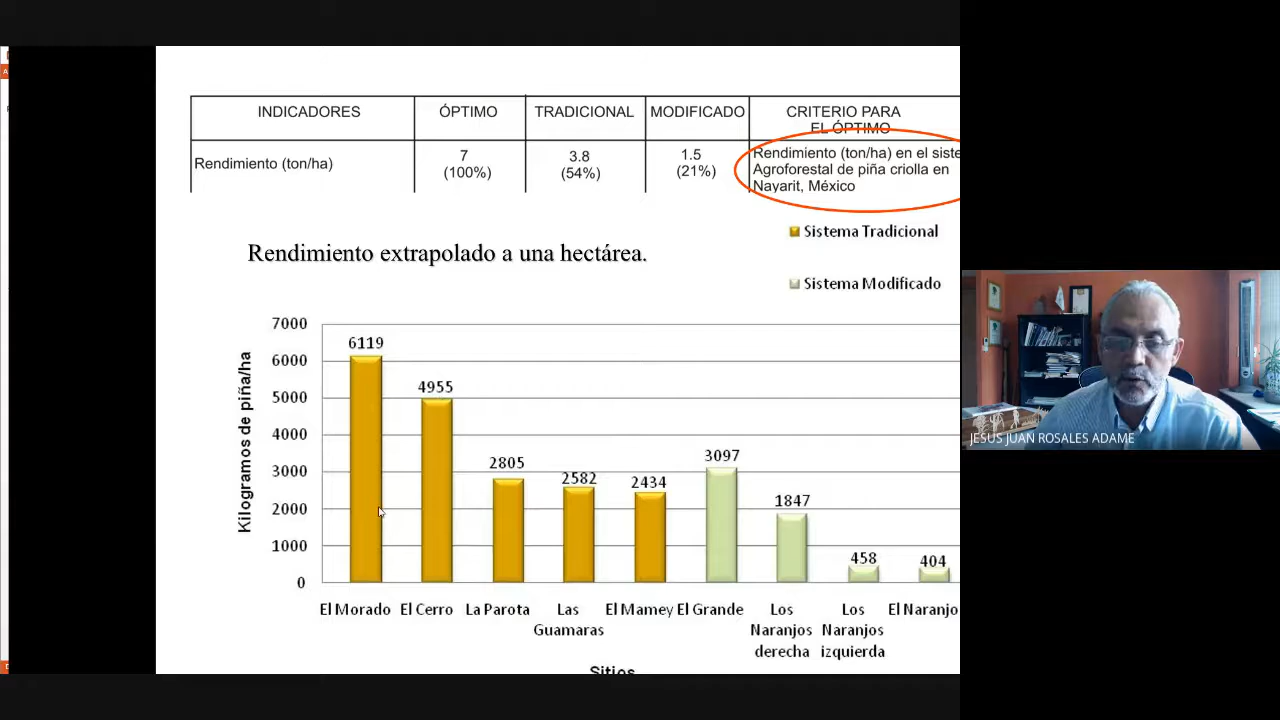 INDICADORES ÓPTIMO TRADICIONAL MODIFICADO CRITERIO PARA
EL ÓPTIMO
Rendimiento (ton/ha) 7 3.8 1.5 Rendimiento (ton/ha) en el siste
(100%) (54%) (21%) Agroforestal de piña criolla en
Nayarit, México
Sistema Tradicional
Rendimiento extrapolado a una hectárea.
Sistema Modificado
Kilogramos de piña/ha
7000
6000
5000
4000
3000
2000
1000
0
6119
4955
2805
2582
2434
3097
1847
458
404
El Morado El Cerro La Parota Las El Mamey El Grande Los Los El Naranjo
Guamaras Naranjos Naranjos
derecha izquierda
Sitios
JESUS JUAN ROSALES ADAME